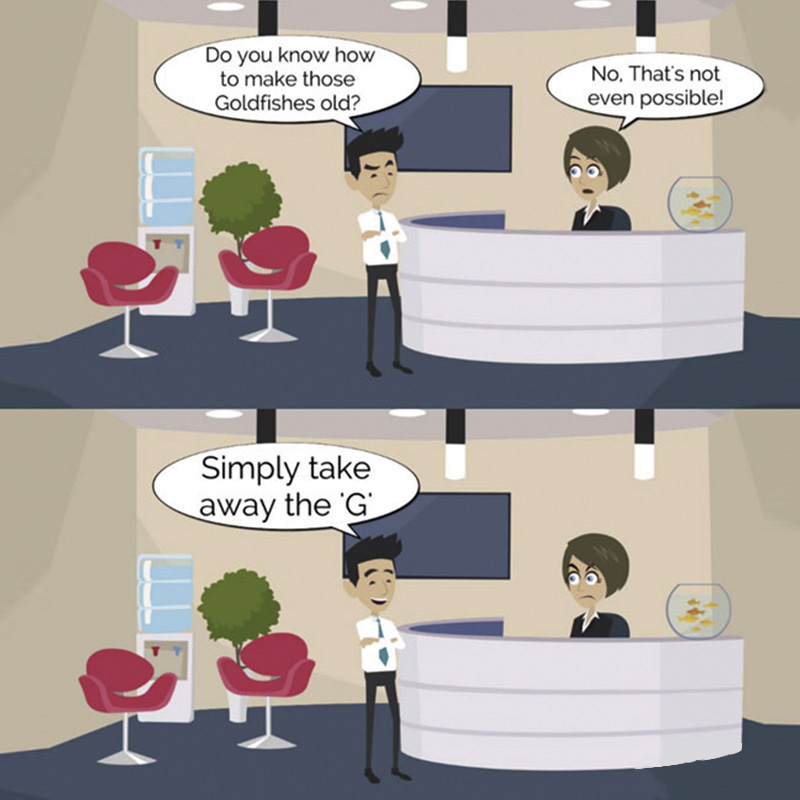 Do you know how
to make those
Goldfishes old?
No, That's not
even possible!
Simply take
away the 'G'